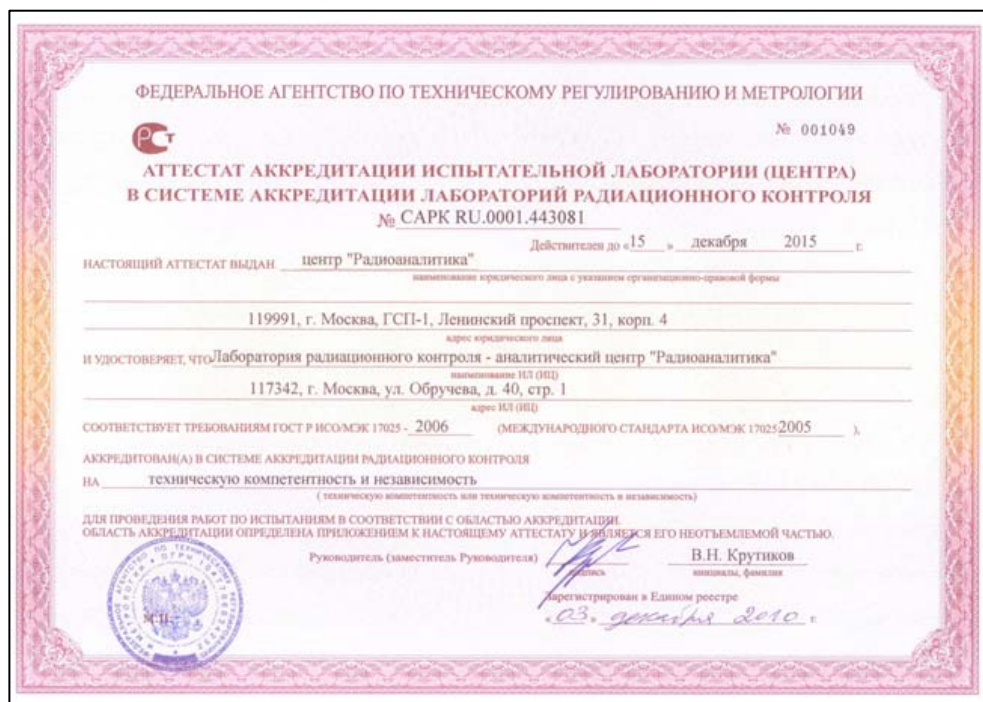 ФЕДЕРАЛЬНОЕ АГЕНТСТВО ПО ТЕХНИЧЕСКОМУ РЕГУЛИРОВАНИЮ И МЕТРОЛОГИИ
№ 001049
РСТ
АТТЕСТАТ АККРЕДИТАЦИИ ИСПЫТАТЕЛЬНОЙ ЛАБОРАТОРИИ (ЦЕНТРА)
В СИСТЕМЕ АККРЕДИТАЦИИ ЛАБОРАТОРИЙ РАДИАЦИОННОГО КОНТРОЛЯ
№ САРК RU.0001.443081
Действителен до «15 » декабря 2015 г.
НАСТОЯЩИЙ АТТЕСТАТ ВЫДАН центр "Радиоаналитика"
наименование юридического лица с указанием организационно-правовой формы
119991, г. Москва, ГСП-1, Ленинский проспект, 31, корп. 4
адрес юридического лица
И УДОСТОВЕРЯЕТ, ЧТО Лаборатория радиационного контроля - аналитический центр "Радиоаналитика"
наименование ИЛ (ИЦ)
117342, г. Москва, ул. Обручева, д. 40, стр. 1
адрес ИЛ (ИЦ)
СООТВЕТСТВУЕТ ТРЕБОВАНИЯМ ГОСТ Р ИСО/МЭК 17025 - 2006 (МЕЖДУНАРОДНОГО СТАНДАРТА ИСО/МЭК 17025 2005 ),
АККРЕДИТОВАН(А) В СИСТЕМЕ АККРЕДИТАЦИИ РАДИАЦИОННОГО КОНТРОЛЯ
НА техническую компетентность и независимость
( техническую компетентность или техническую компетентность и независимость)
ДЛЯ ПРОВЕДЕНИЯ РАБОТ ПО ИСПЫТАНИЯМ В СООТВЕТСТВИИ С ОБЛАСТЬЮ АККРЕДИТАЦИИ.
ОБЛАСТЬ АККРЕДИТАЦИИ ОПРЕДЕЛЕНА ПРИЛОЖЕНИЕМ К НАСТОЯЩЕМУ АТТЕСТАТУ И ЯВЛЯЕТСЯ ЕГО НЕОТЪЕМЛЕМОЙ ЧАСТЬЮ.
Руководитель (заместитель Руководителя) В.Н. Крутиков
подпись инициалы, фамилия
М.П.
Зарегистрирован в Едином реестре
« 03 » декабря 2010 г.